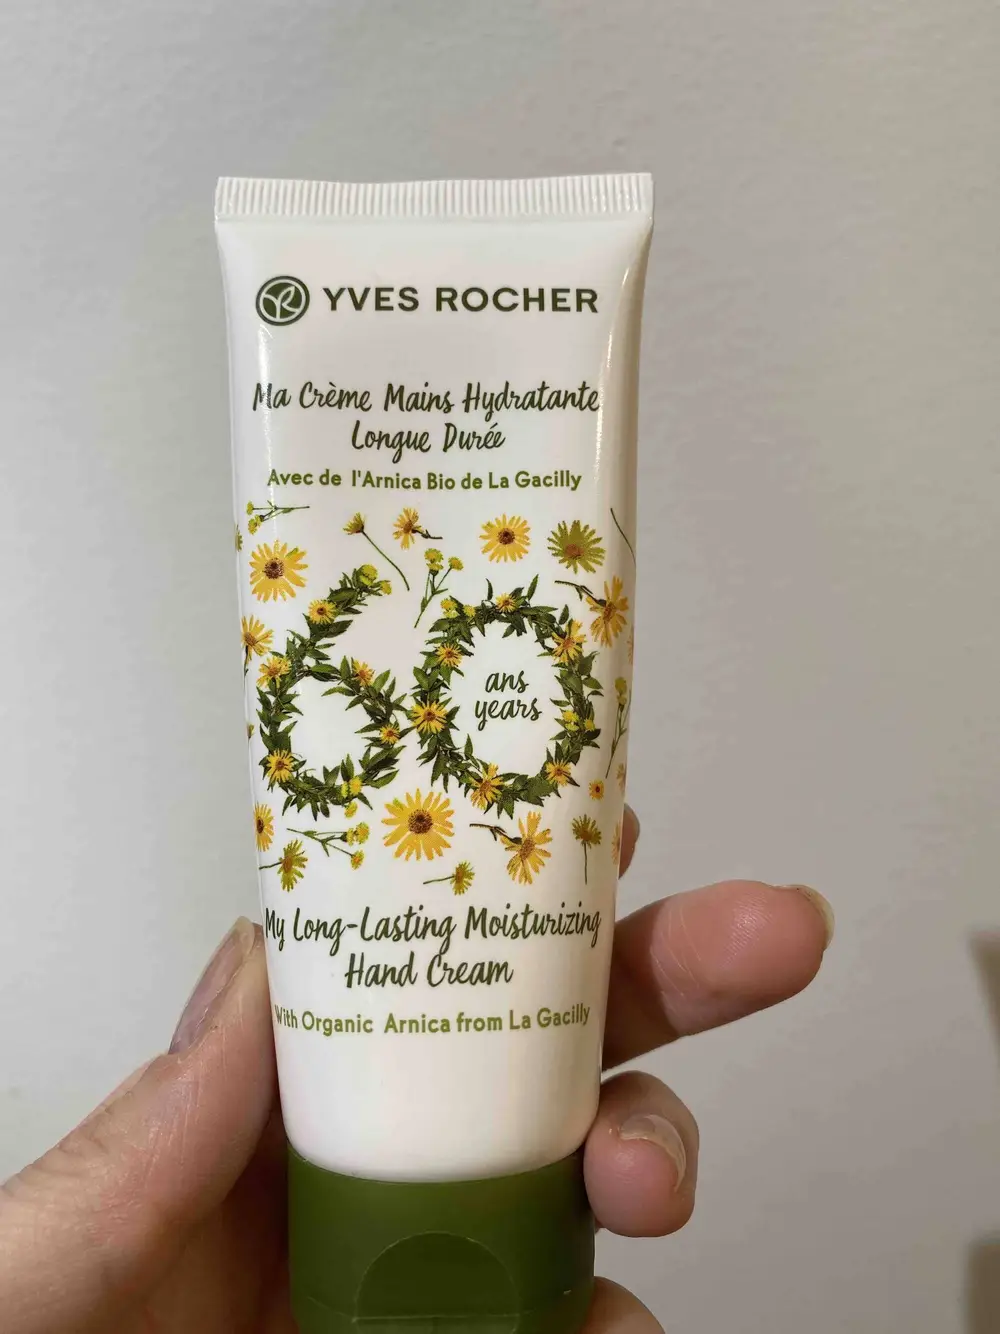 YVES ROCHER
Ma Crème Mains Hydratante
Longue Durée
Avec de l'Arnica Bio de La Gacilly
60
ans
years
My Long-Lasting Moisturizing
Hand Cream
With Organic Arnica from La Gacilly